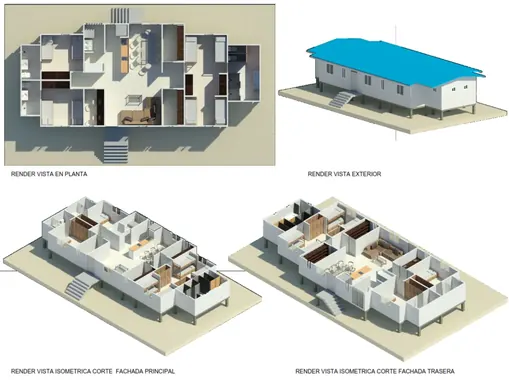 RENDER VISTA EN PLANTA
RENDER VISTA EXTERIOR
RENDER VISTA ISOMETRICA CORTE FACHADA PRINCIPAL
RENDER VISTA ISOMETRICA CORTE FACHADA TRASERA